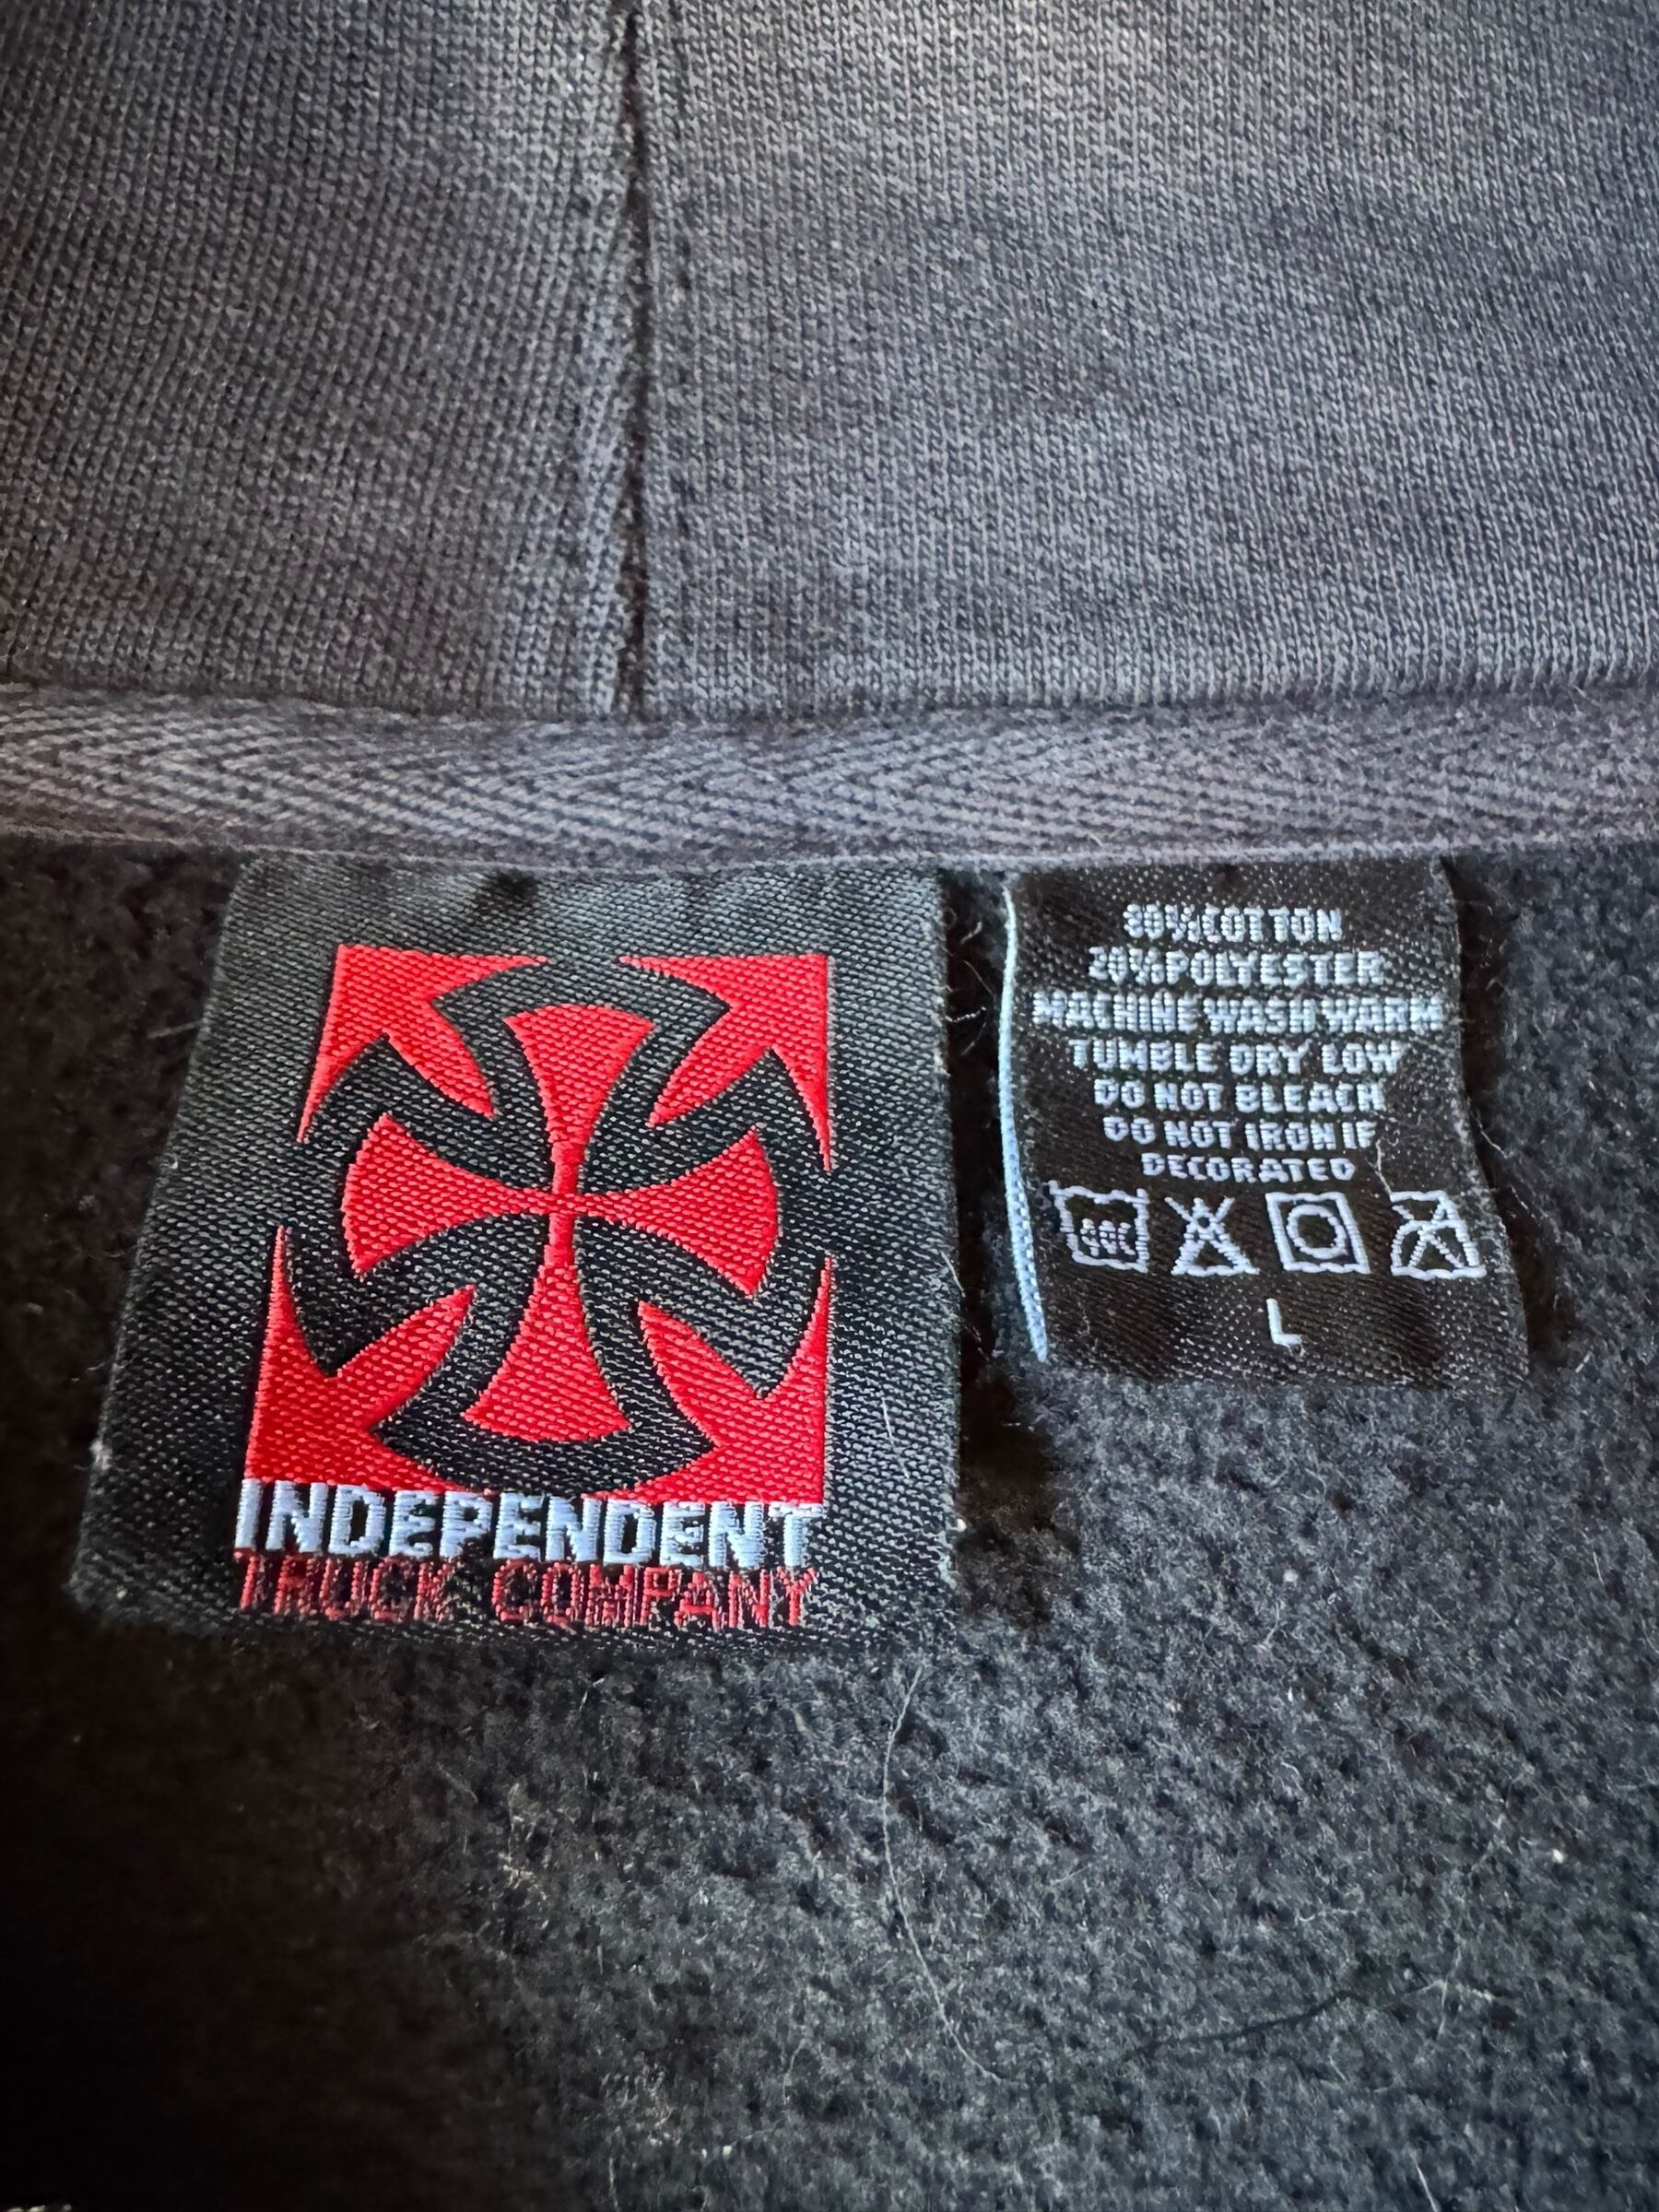 INDEPENDENT
TRUCK COMPANY
80% COTTON
20% POLYESTER
MACHINE WASH WARM
TUMBLE DRY LOW
DO NOT BLEACH
DO NOT IRON IF
DECORATED
L